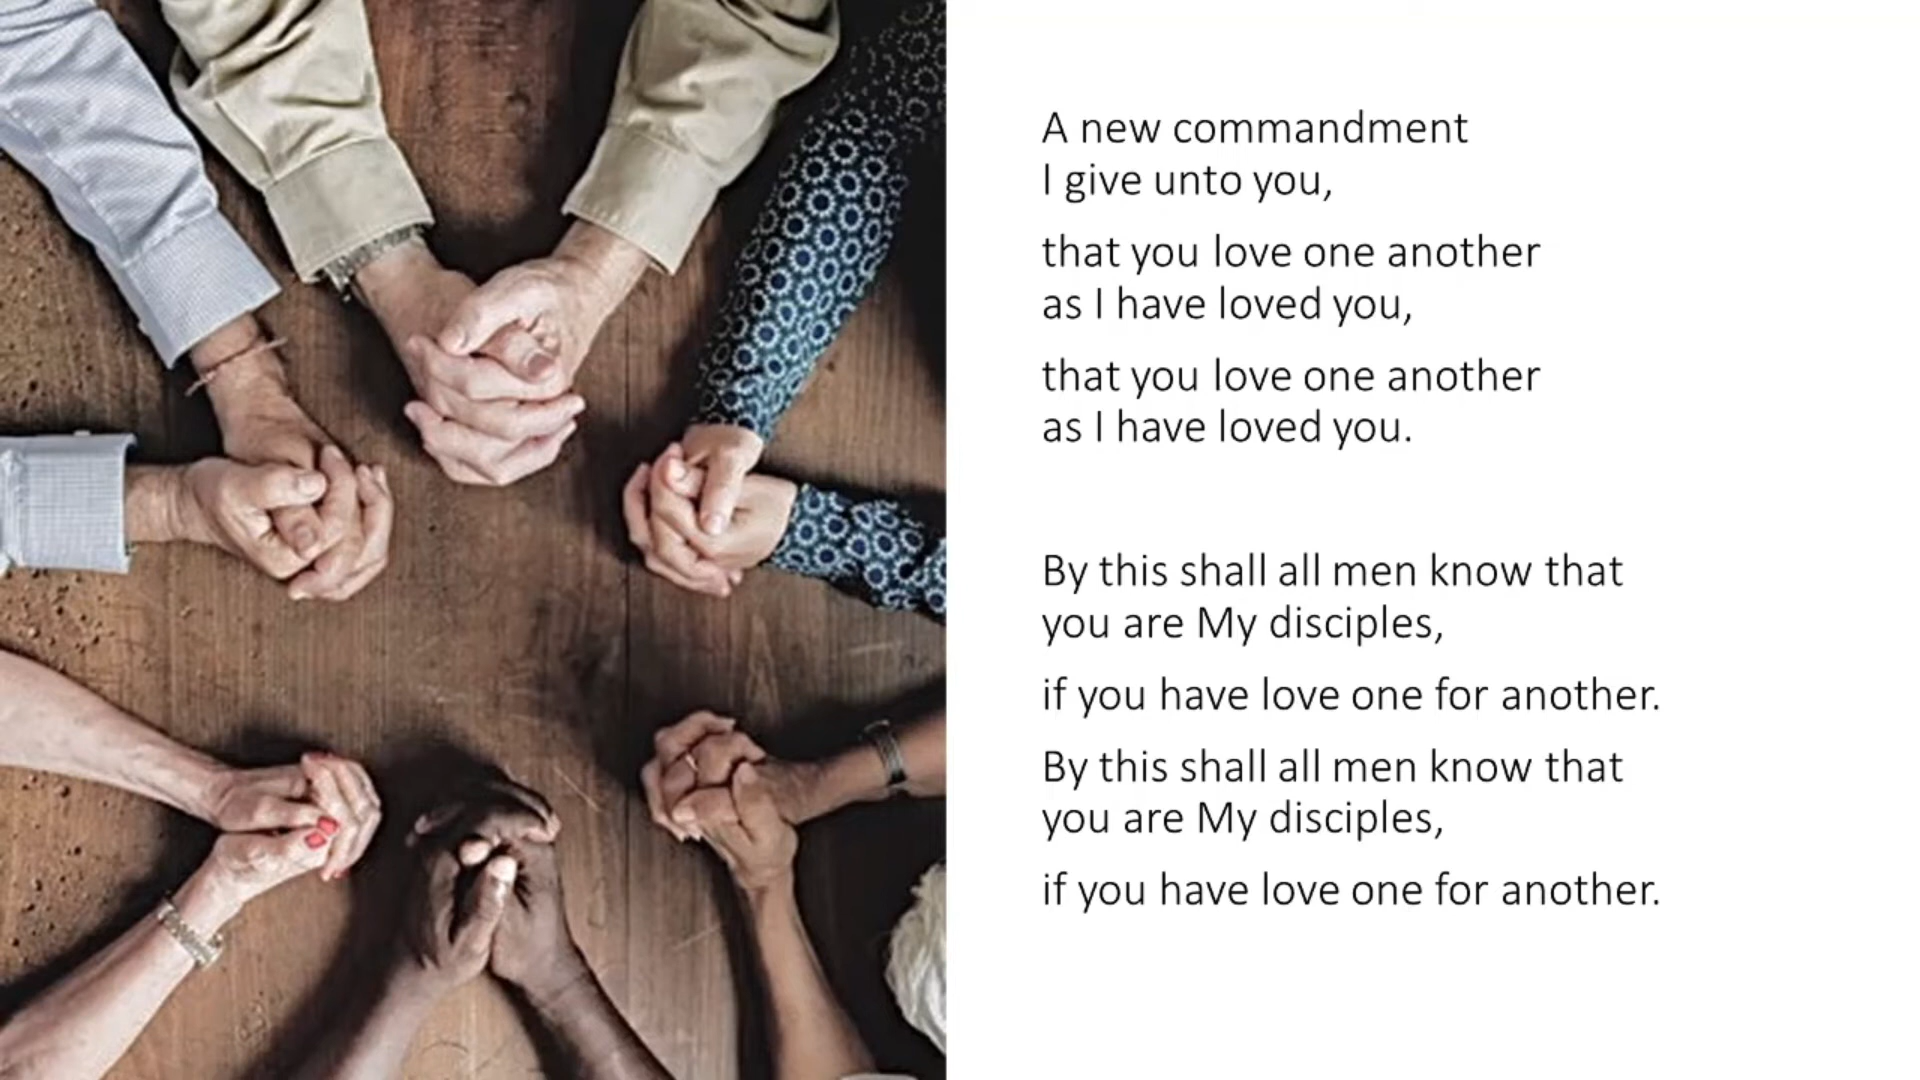 A new commandment
I give unto you,
that you love one another
as I have loved you,
that you love one another
as I have loved you.
By this shall all men know that
you are My disciples,
if you have love one for another.
By this shall all men know that
you are My disciples,
if you have love one for another.